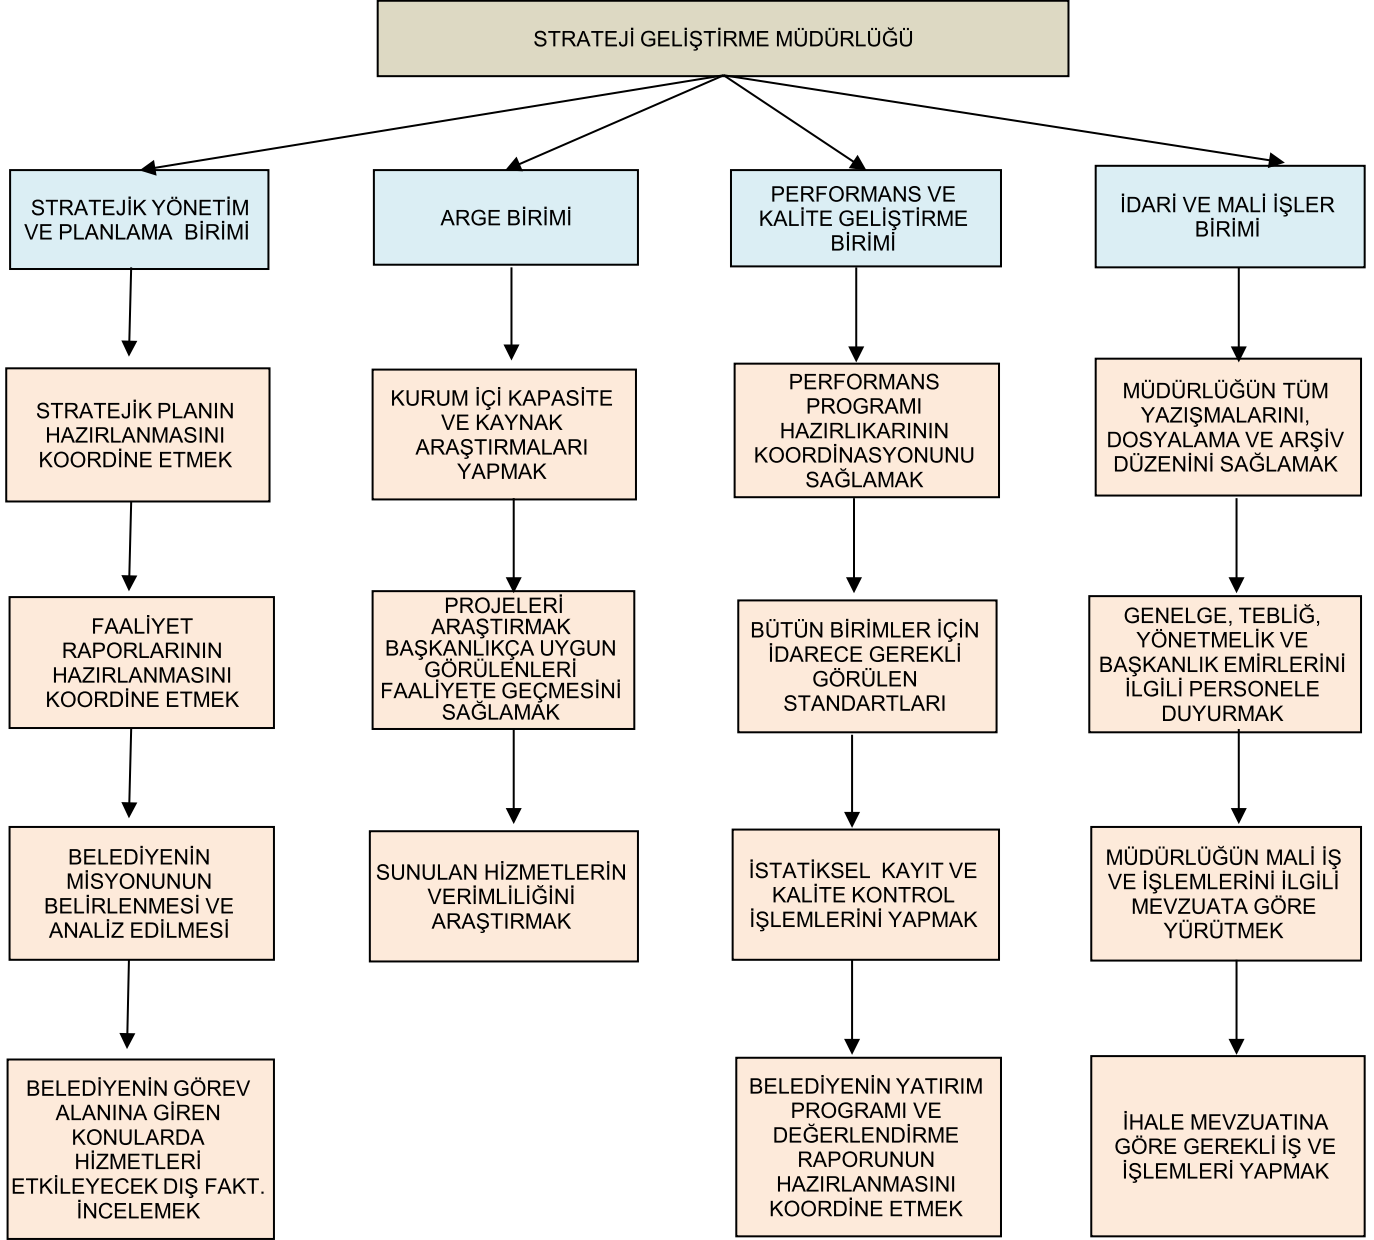 STRATEJİ GELİŞTİRME MÜDÜRLÜĞÜ
STRATEJİK YÖNETİM
VE PLANLAMA  BİRİMİ
ARGE BİRİMİ
PERFORMANS VE
KALİTE GELİŞTİRME
BİRİMİ
İDARİ VE MALİ İŞLER
BİRİMİ
STRATEJİK PLANIN
HAZIRLANMASINI
KOORDİNE ETMEK
KURUM İÇİ KAPASİTE
VE KAYNAK
ARAŞTIRMALARI
YAPMAK
PERFORMANS
PROGRAMI
HAZIRLIKARININ
KOORDİNASYONUNU
SAĞLAMAK
MÜDÜRLÜĞÜN TÜM
YAZIŞMALARINI,
DOSYALAMA VE ARŞİV
DÜZENİNİ SAĞLAMAK
FAALİYET
RAPORLARININ
HAZIRLANMASINI
KOORDİNE ETMEK
PROJELERİ
ARAŞTIRMAK
BAŞKANLIKÇA UYGUN
GÖRÜLENLERİ
FAALİYETE GEÇMESİNİ
SAĞLAMAK
BÜTÜN BİRİMLER İÇİN
İDARECE GEREKLİ
GÖRÜLEN
STANDARTLARI
GENELGE, TEBLİĞ,
YÖNETMELİK VE
BAŞKANLIK EMİRLERİNİ
İLGİLİ PERSONELE
DUYURMAK
BELEDİYENİN
MİSYONUNUN
BELİRLENMESİ VE
ANALİZ EDİLMESİ
SUNULAN HİZMETLERİN
VERİMLİLİĞİNİ
ARAŞTIRMAK
İSTATİKSEL  KAYIT VE
KALİTE KONTROL
İŞLEMLERİNİ YAPMAK
MÜDÜRLÜĞÜN MALİ İŞ
VE İŞLEMLERİNİ İLGİLİ
MEVZUATA GÖRE
YÜRÜTMEK
BELEDİYENİN GÖREV
ALANINA GİREN
KONULARDA
HİZMETLERİ
ETKİLEYECEK DIŞ FAKT.
İNCELEMEK
BELEDİYENİN YATIRIM
PROGRAMI VE
DEĞERLENDİRME
RAPORUNUN
HAZIRLANMASINI
KOORDİNE ETMEK
İHALE MEVZUATINA
GÖRE GEREKLİ İŞ VE
İŞLEMLERİ YAPMAK